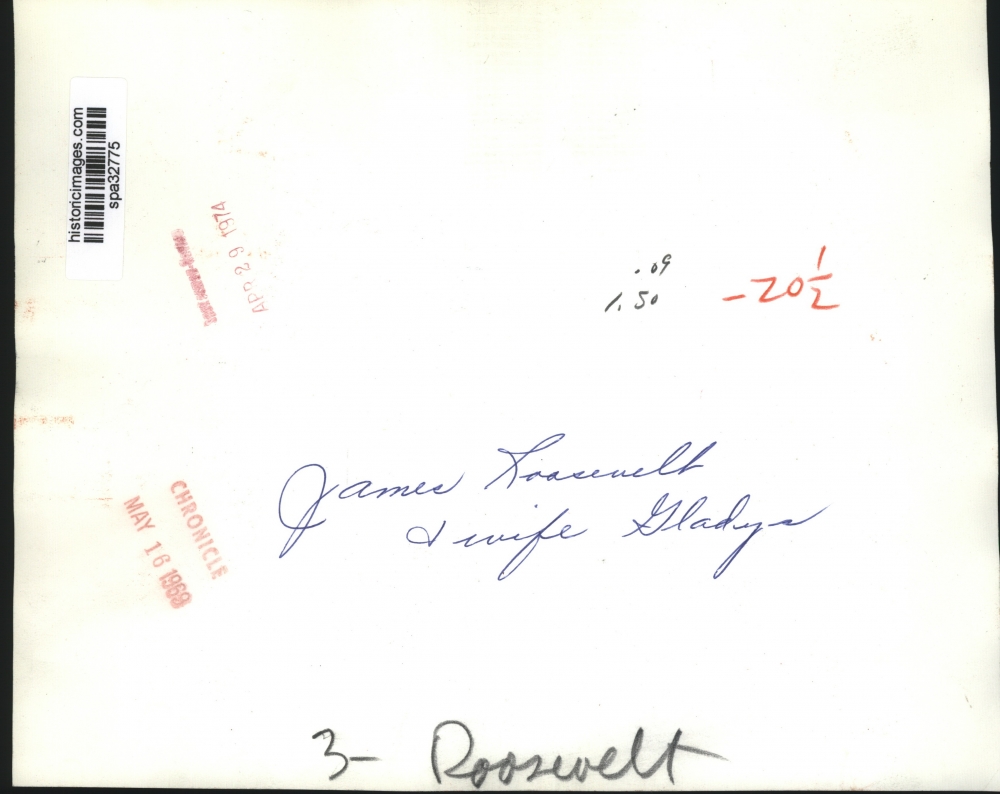 historicimages.com
spa32775
APR 29 1974
.09
1.50
-20 1/2
James Roosevelt
& wife Gladys
CHRONICLE
MAY 16 1969
3- Roosevelt